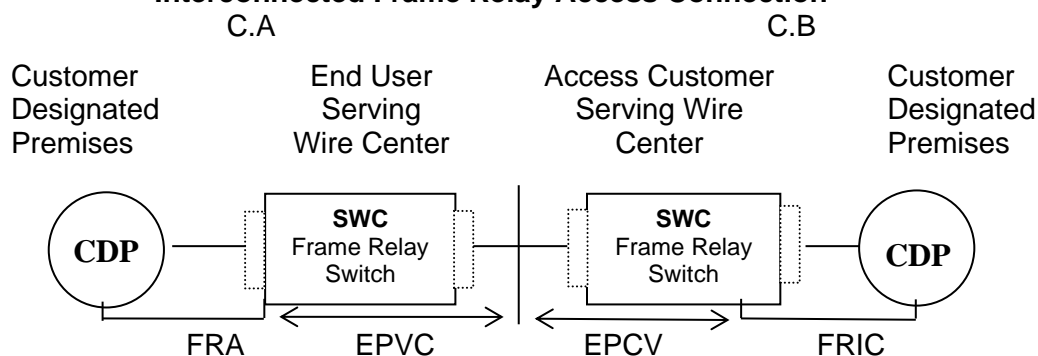 Interconnected Frame Relay Access Connection
C.A C.B
Customer Designated Premises
End User Serving Wire Center
Access Customer Serving Wire Center
Customer Designated Premises
CDP
SWC
Frame Relay
Switch
SWC
Frame Relay
Switch
CDP
FRA EPVC EPCV FRIC